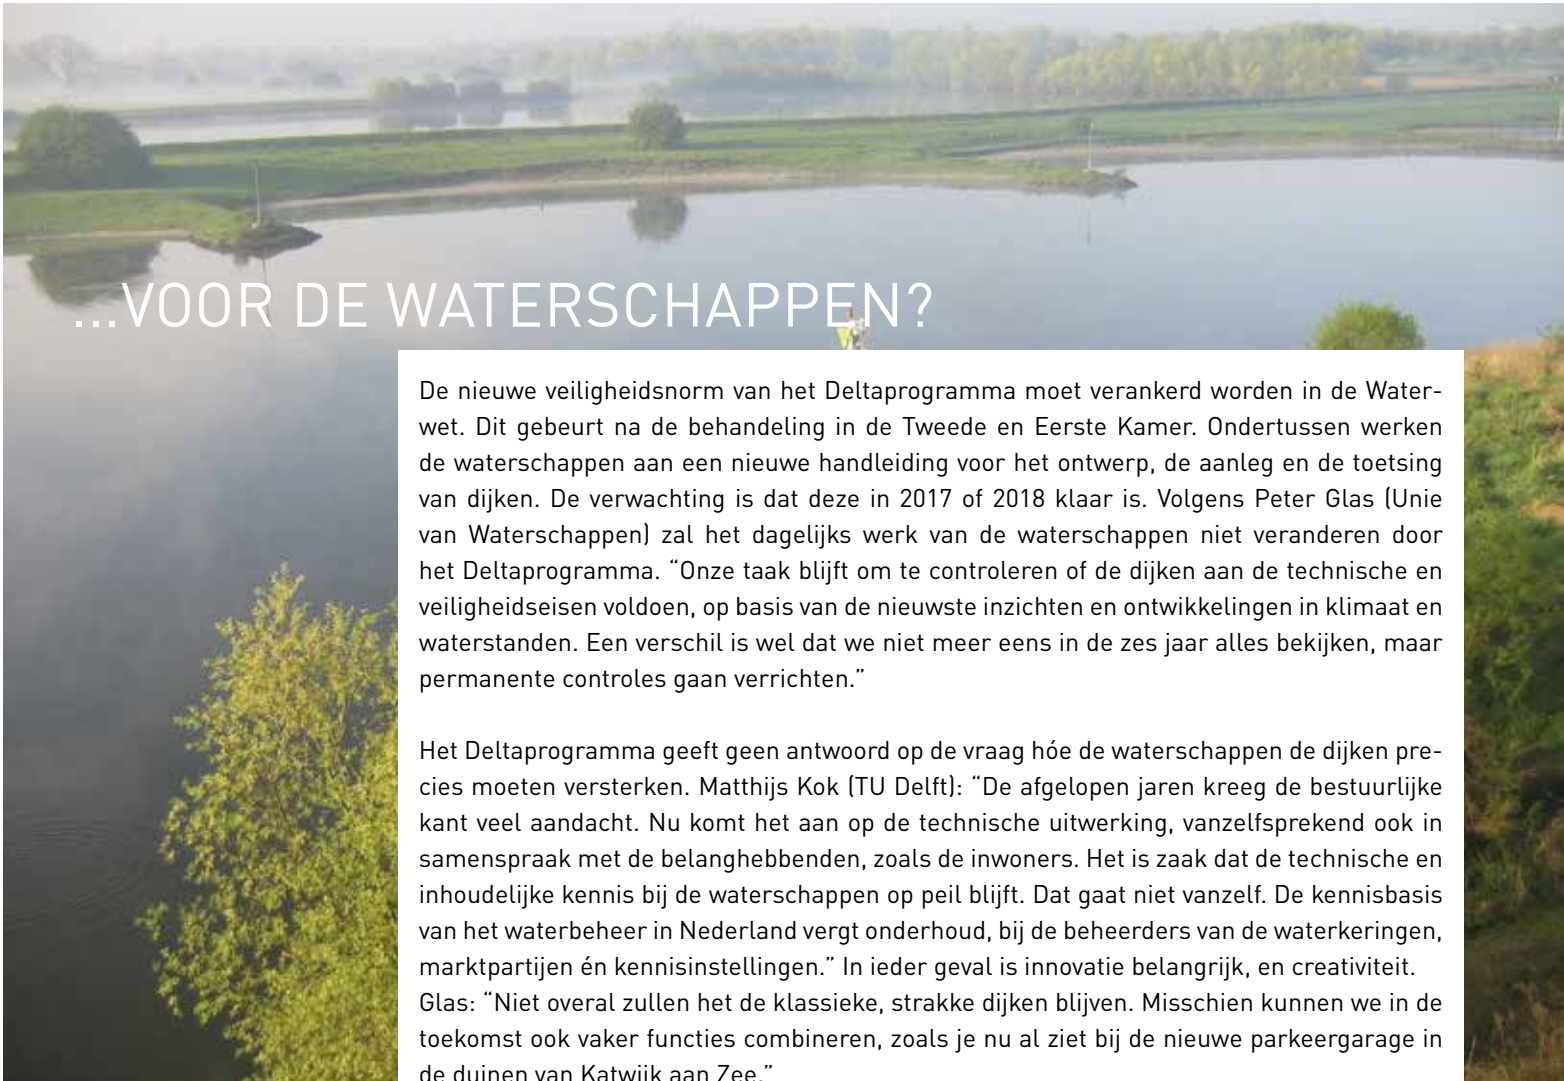 ...VOOR DE WATERSCHAPPEN?
De nieuwe veiligheidsnorm van het Deltaprogramma moet verankerd worden in de Water-
wet. Dit gebeurt na de behandeling in de Tweede en Eerste Kamer. Ondertussen werken
de waterschappen aan een nieuwe handleiding voor het ontwerp, de aanleg en de toetsing
van dijken. De verwachting is dat deze in 2017 of 2018 klaar is. Volgens Peter Glas (Unie
van Waterschappen) zal het dagelijks werk van de waterschappen niet veranderen door
het Deltaprogramma. “Onze taak blijft om te controleren of de dijken aan de technische en
veiligheidseisen voldoen, op basis van de nieuwste inzichten en ontwikkelingen in klimaat en
waterstanden. Een verschil is wel dat we niet meer eens in de zes jaar alles bekijken, maar
permanente controles gaan verrichten.”
Het Deltaprogramma geeft geen antwoord op de vraag hóe de waterschappen de dijken pre-
cies moeten versterken. Matthijs Kok (TU Delft): “De afgelopen jaren kreeg de bestuurlijke
kant veel aandacht. Nu komt het aan op de technische uitwerking, vanzelfsprekend ook in
samenspraak met de belanghebbenden, zoals de inwoners. Het is zaak dat de technische en
inhoudelijke kennis bij de waterschappen op peil blijft. Dat gaat niet vanzelf. De kennisbasis
van het waterbeheer in Nederland vergt onderhoud, bij de beheerders van de waterkeringen,
marktpartijen én kennisinstellingen.” In ieder geval is innovatie belangrijk, en creativiteit.
Glas: “Niet overal zullen het de klassieke, strakke dijken blijven. Misschien kunnen we in de
toekomst ook vaker functies combineren, zoals je nu al ziet bij de nieuwe parkeergarage in
de duinen van Katwijk aan Zee.”